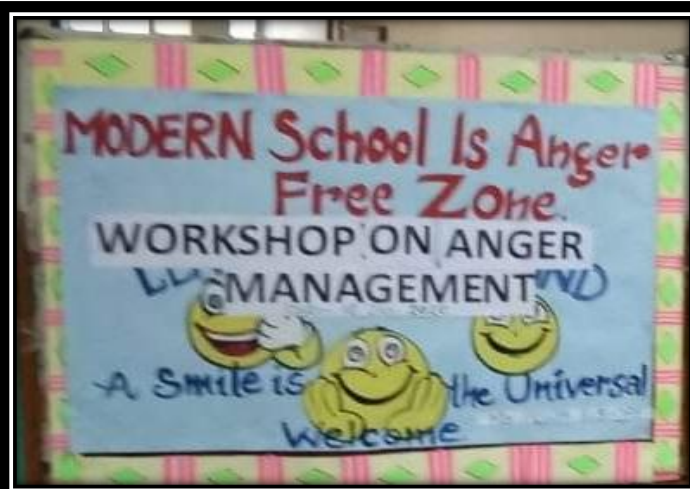 MODERN School Is Anger
Free Zone.
WORKSHOP ON ANGER
MANAGEMENT
A Smile is the Universal
Welcome